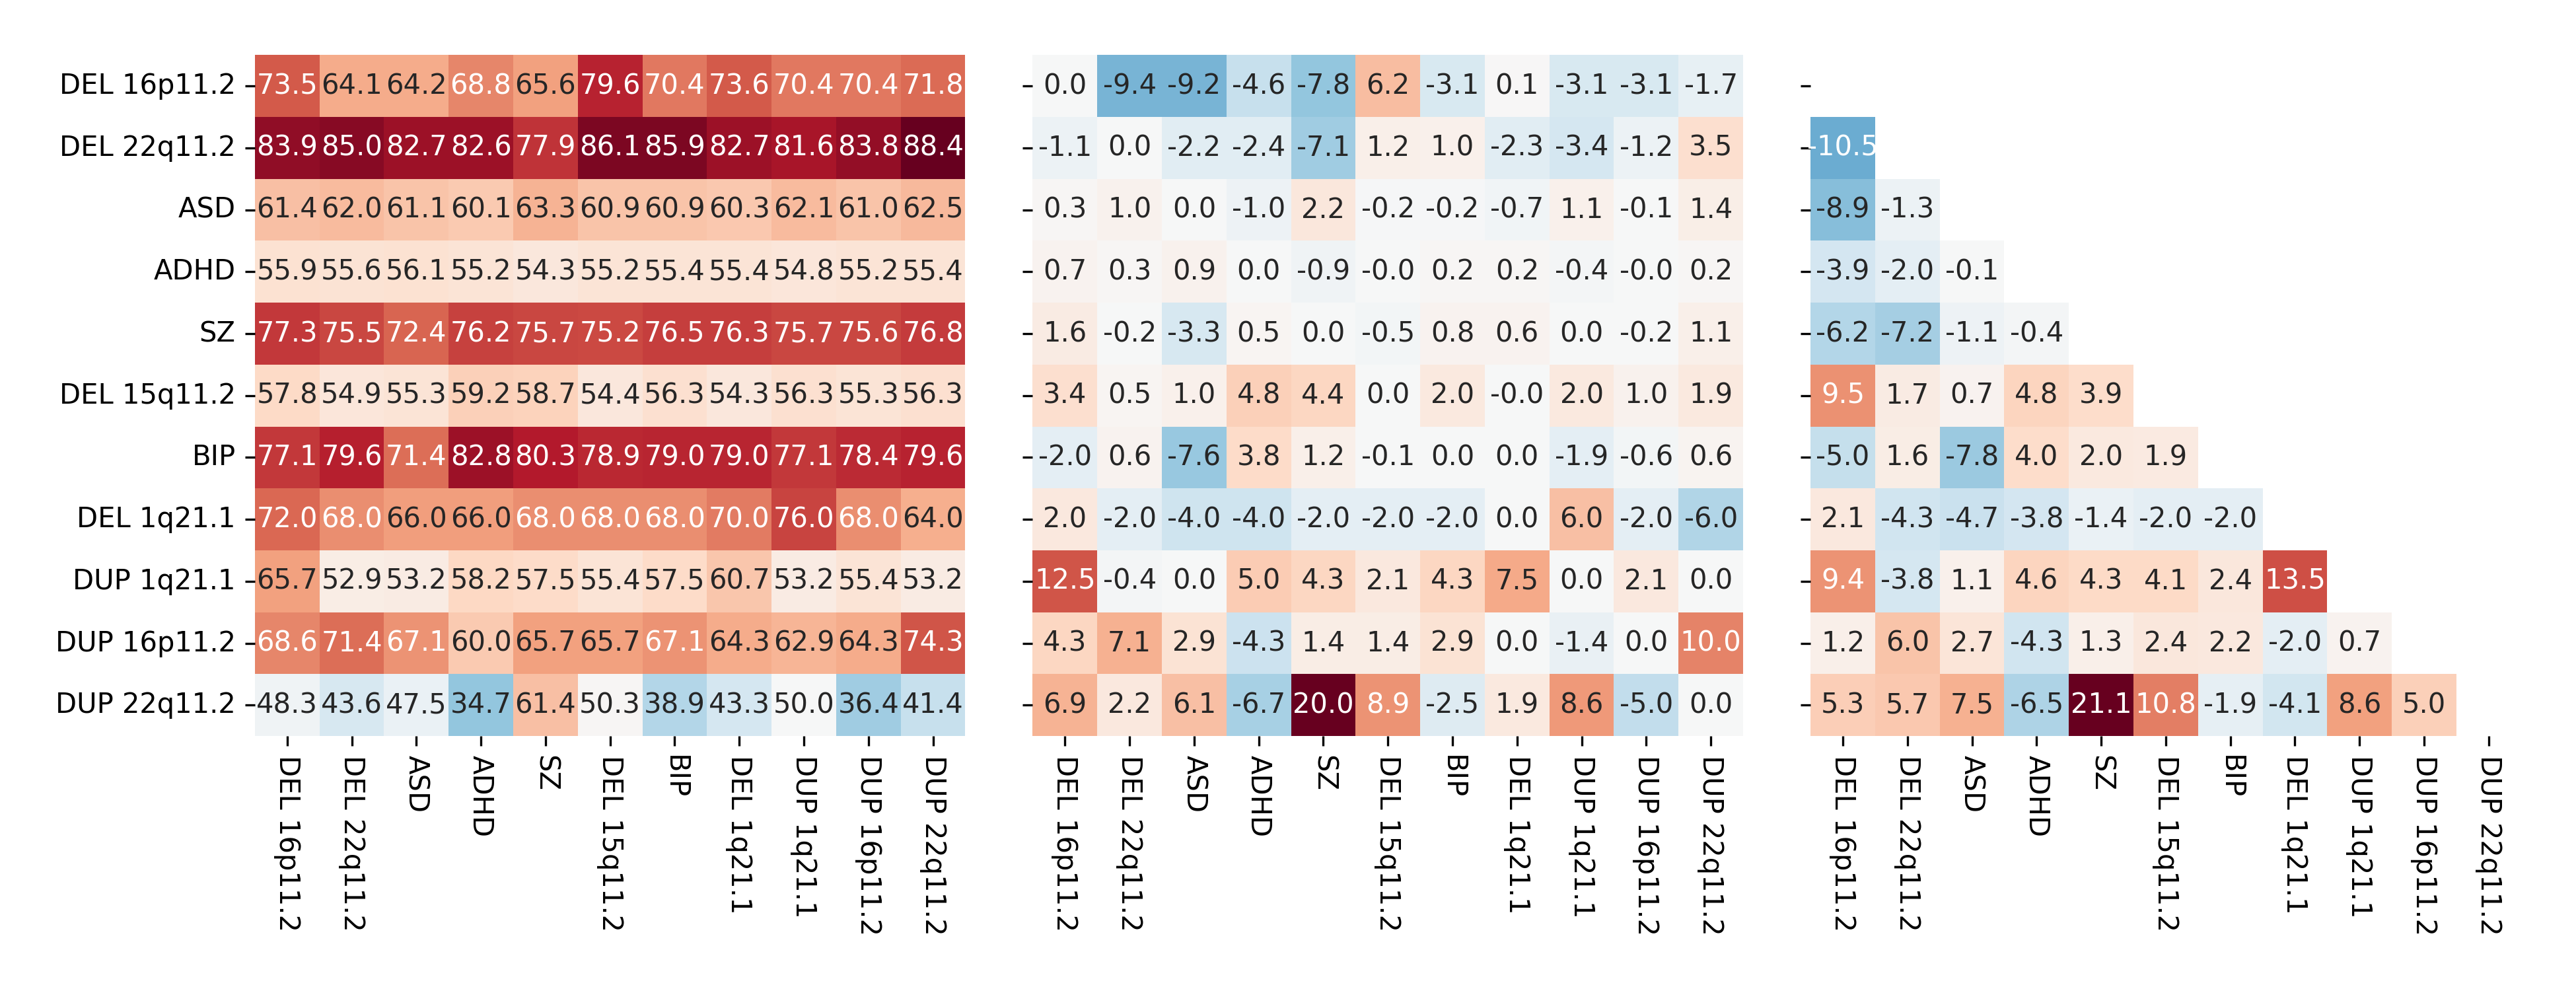 DEL 16p11.2 73.5 64.1 64.2 68.8 65.6 79.6 70.4 73.6 70.4 70.4 71.8 0.0 -9.4 -9.2 -4.6 -7.8 6.2 -3.1 0.1 -3.1 -3.1 -1.7
DEL 22q11.2 83.9 85.0 82.7 82.6 77.9 86.1 85.9 82.7 81.6 83.8 88.4 -1.1 0.0 -2.2 -2.4 -7.1 1.2 1.0 -2.3 -3.4 -1.2 3.5 -10.5
ASD 61.4 62.0 61.1 60.1 63.3 60.9 60.9 60.3 62.1 61.0 62.5 0.3 1.0 0.0 -1.0 2.2 -0.2 -0.2 -0.7 1.1 -0.1 1.4 -8.9 -1.3
ADHD 55.9 55.6 56.1 55.2 54.3 55.2 55.4 55.4 54.8 55.2 55.4 0.7 0.3 0.9 0.0 -0.9 -0.0 0.2 0.2 -0.4 -0.0 0.2 -3.9 -2.0 -0.1
SZ 77.3 75.5 72.4 76.2 75.7 75.2 76.5 76.3 75.7 75.6 76.8 1.6 -0.2 -3.3 0.5 0.0 -0.5 0.8 0.6 0.0 -0.2 1.1 -6.2 -7.2 -1.1 -0.4
DEL 15q11.2 57.8 54.9 55.3 59.2 58.7 54.4 56.3 54.3 56.3 55.3 56.3 3.4 0.5 1.0 4.8 4.4 0.0 2.0 -0.0 2.0 1.0 1.9 9.5 1.7 0.7 4.8 3.9
BIP 77.1 79.6 71.4 82.8 80.3 78.9 79.0 79.0 77.1 78.4 79.6 -2.0 0.6 -7.6 3.8 1.2 -0.1 0.0 0.0 -1.9 -0.6 0.6 -5.0 1.6 -7.8 4.0 2.0 1.9
DEL 1q21.1 72.0 68.0 66.0 66.0 68.0 68.0 68.0 70.0 76.0 68.0 64.0 2.0 -2.0 -4.0 -4.0 -2.0 -2.0 -2.0 0.0 6.0 -2.0 -6.0 2.1 -4.3 -4.7 -3.8 -1.4 -2.0 -2.0
DUP 1q21.1 65.7 52.9 53.2 58.2 57.5 55.4 57.5 60.7 53.2 55.4 53.2 12.5 -0.4 0.0 5.0 4.3 2.1 4.3 7.5 0.0 2.1 0.0 9.4 -3.8 1.1 4.6 4.3 4.1 2.4 13.5
DUP 16p11.2 68.6 71.4 67.1 60.0 65.7 65.7 67.1 64.3 62.9 64.3 74.3 4.3 7.1 2.9 -4.3 1.4 1.4 2.9 0.0 -1.4 0.0 10.0 1.2 6.0 2.7 -4.3 1.3 2.4 2.2 -2.0 0.7
DUP 22q11.2 48.3 43.6 47.5 34.7 61.4 50.3 38.9 43.3 50.0 36.4 41.4 6.9 2.2 6.1 -6.7 20.0 8.9 -2.5 1.9 8.6 -5.0 0.0 5.3 5.7 7.5 -6.5 21.1 10.8 -1.9 -4.1 8.6 5.0
DEL 16p11.2 DEL 22q11.2 ASD ADHD SZ DEL 15q11.2 BIP DEL 1q21.1 DUP 1q21.1 DUP 16p11.2 DUP 22q11.2 DEL 16p11.2 DEL 22q11.2 ASD ADHD SZ DEL 15q11.2 BIP DEL 1q21.1 DUP 1q21.1 DUP 16p11.2 DUP 22q11.2 DEL 16p11.2 DEL 22q11.2 ASD ADHD SZ DEL 15q11.2 BIP DEL 1q21.1 DUP 1q21.1 DUP 16p11.2 DUP 22q11.2